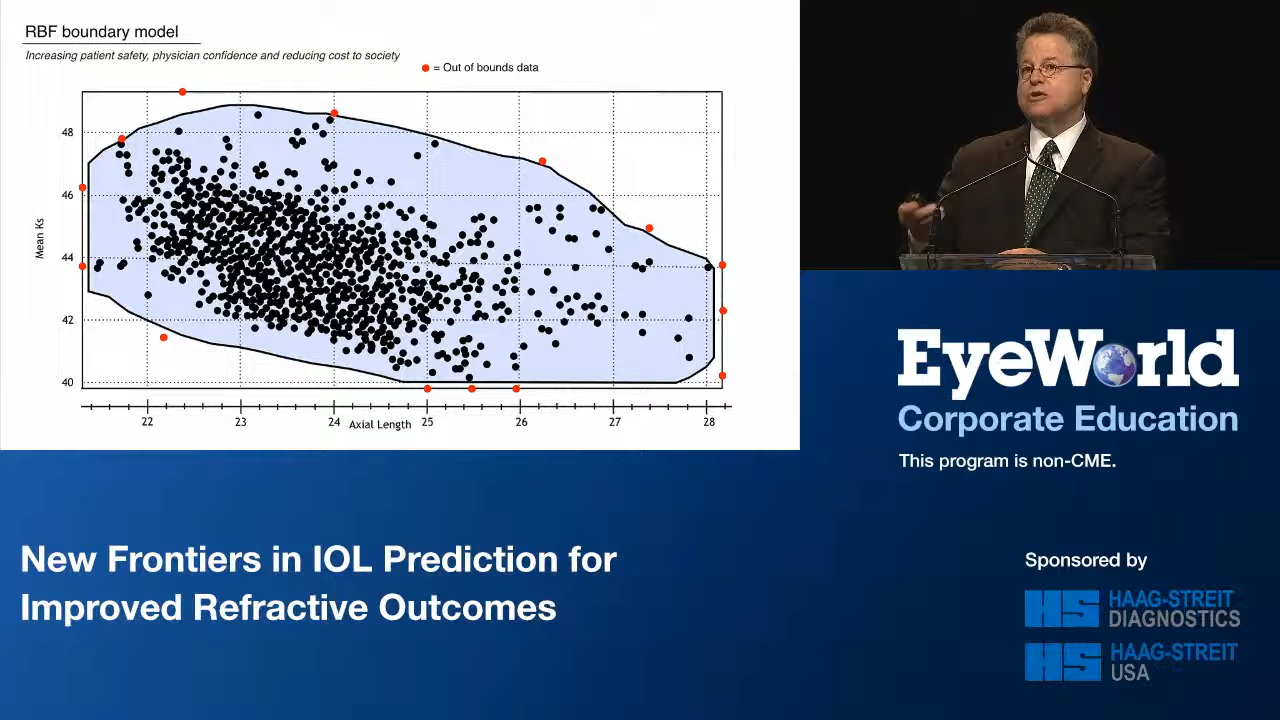 RBF boundary model
Increasing patient safety, physician confidence and reducing cost to society
= Out of bounds data
48
46
44
42
40
Mean Ks
22
23
24
25
26
27
28
Axial Length
EyeWorld
Corporate Education
This program is non-CME.
New Frontiers in IOL Prediction for
Improved Refractive Outcomes
Sponsored by
HS HAAG-STREIT
DIAGNOSTICS
HS HAAG-STREIT
USA